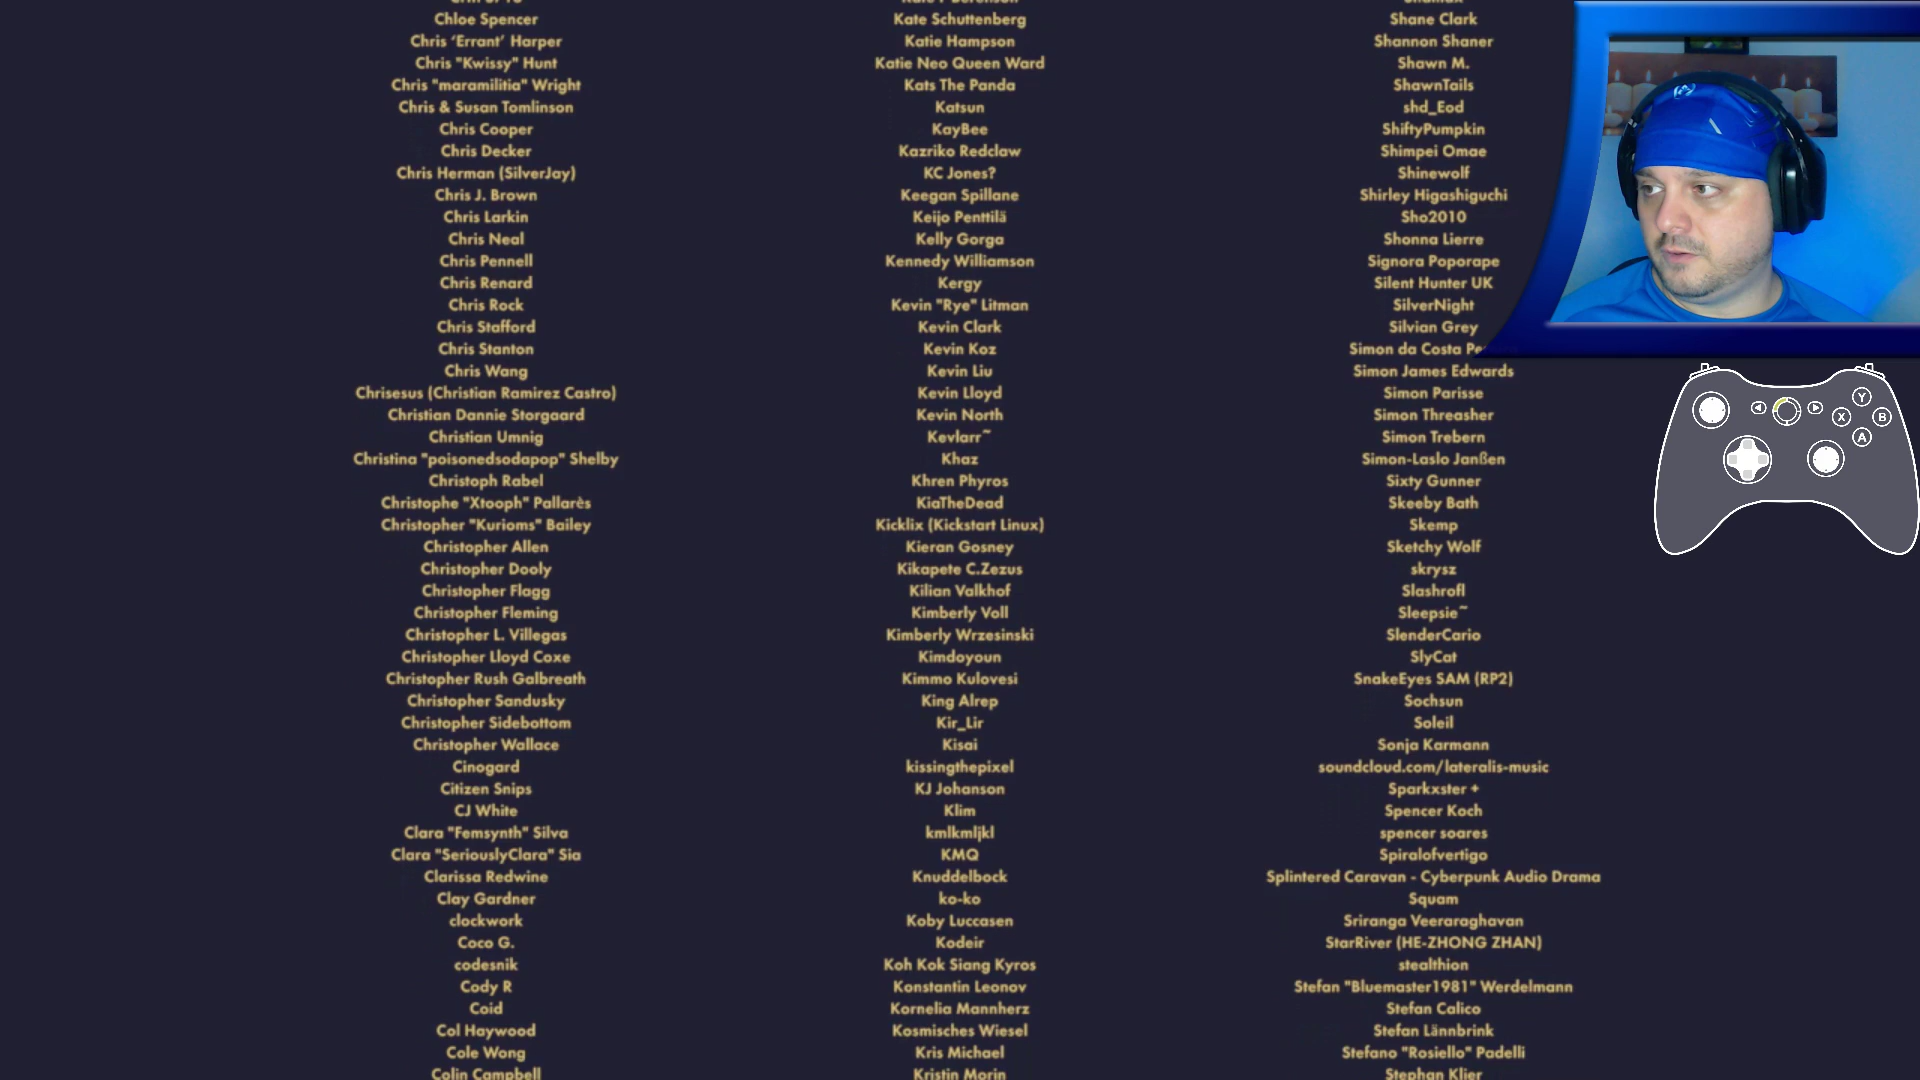 Chloe Spencer
Chris ‘Errant’ Harper
Chris "Kwissy" Hunt
Chris "maramilitia" Wright
Chris & Susan Tomlinson
Chris Cooper
Chris Decker
Chris Herman (SilverJay)
Chris J. Brown
Chris Larkin
Chris Neal
Chris Pennell
Chris Renard
Chris Rock
Chris Stafford
Chris Stanton
Chris Wang
Chrisesus (Christian Ramirez Castro)
Christian Dannie Storgaard
Christian Umnig
Christina "poisonedsodapop" Shelby
Christoph Rabel
Christophe "Xtooph" Pallarès
Christopher "Kurioms" Bailey
Christopher Allen
Christopher Dooly
Christopher Flagg
Christopher Fleming
Christopher L. Villegas
Christopher Lloyd Coxe
Christopher Rush Galbreath
Christopher Sandusky
Christopher Sidebottom
Christopher Wallace
Cinogard
Citizen Snips
CJ White
Clara "Femsynth" Silva
Clara "SeriouslyClara" Sia
Clarissa Redwine
Clay Gardner
clockwork
Coco G.
codesnik
Cody R
Coid
Col Haywood
Cole Wong
Colin Campbell
Kate Schuttenberg
Katie Hampson
Katie Neo Queen Ward
Kats The Panda
Katsun
KayBee
Kazriko Redclaw
KC Jones?
Keegan Spillane
Keijo Penttilä
Kelly Gorga
Kennedy Williamson
Kergy
Kevin "Rye" Litman
Kevin Clark
Kevin Koz
Kevin Liu
Kevin Lloyd
Kevin North
Kevlarr~
Khaz
Khren Phyros
KiaTheDead
Kicklix (Kickstart Linux)
Kieran Gosney
Kikapete C.Zezus
Kilian Valkhof
Kimberly Voll
Kimberly Wrzesinski
Kimdoyoun
Kimmo Kulovesi
King Alrep
Kir_Lir
Kisai
kissingthepixel
KJ Johanson
Klim
kmlkmljkl
KMQ
Knuddelbock
ko-ko
Koby Luccasen
Kodeir
Koh Kok Siang Kyros
Konstantin Leonov
Kornelia Mannherz
Kosmisches Wiesel
Kris Michael
Kristin Morin
Shane Clark
Shannon Shaner
Shawn M.
ShawnTails
shd_Eod
ShiftyPumpkin
Shimpei Omae
Shinewolf
Shirley Higashiguchi
Sho2010
Shonna Lierre
Signora Poporape
Silent Hunter UK
SilverNight
Silvian Grey
Simon da Costa
Simon James Edwards
Simon Parisse
Simon Threasher
Simon Trebern
Simon-Laslo Janßen
Sixty Gunner
Skeeby Bath
Skemp
Sketchy Wolf
skrysz
Slashrofl
Sleepsie~
SlenderCario
SlyCat
SnakeEyes SAM (RP2)
Sochsun
Soleil
Sonja Karmann
soundcloud.com/lateralis-music
Sparkxster +
Spencer Koch
spencer soares
Spiralofvertigo
Splintered Caravan - Cyberpunk Audio Drama
Squam
Sriranga Veeraraghavan
StarRiver (HE-ZHONG ZHAN)
stealthion
Stefan "Bluemaster1981" Werdelmann
Stefan Calico
Stefan Lännbrink
Stefano "Rosiello" Padelli
Stephan Klier
Y
X
B
A